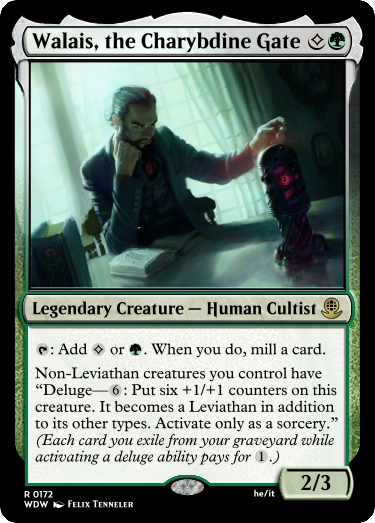 Walais, the Charybdine Gate
Legendary Creature — Human Cultist
: Add or . When you do, mill a card.
Non-Leviathan creatures you control have
“Deluge—6: Put six +1/+1 counters on this
creature. It becomes a Leviathan in addition
to its other types. Activate only as a sorcery.”
(Each card you exile from your graveyard while
activating a deluge ability pays for 1.)
2/3
R 0172
he/it
WDW Felix Tenneler